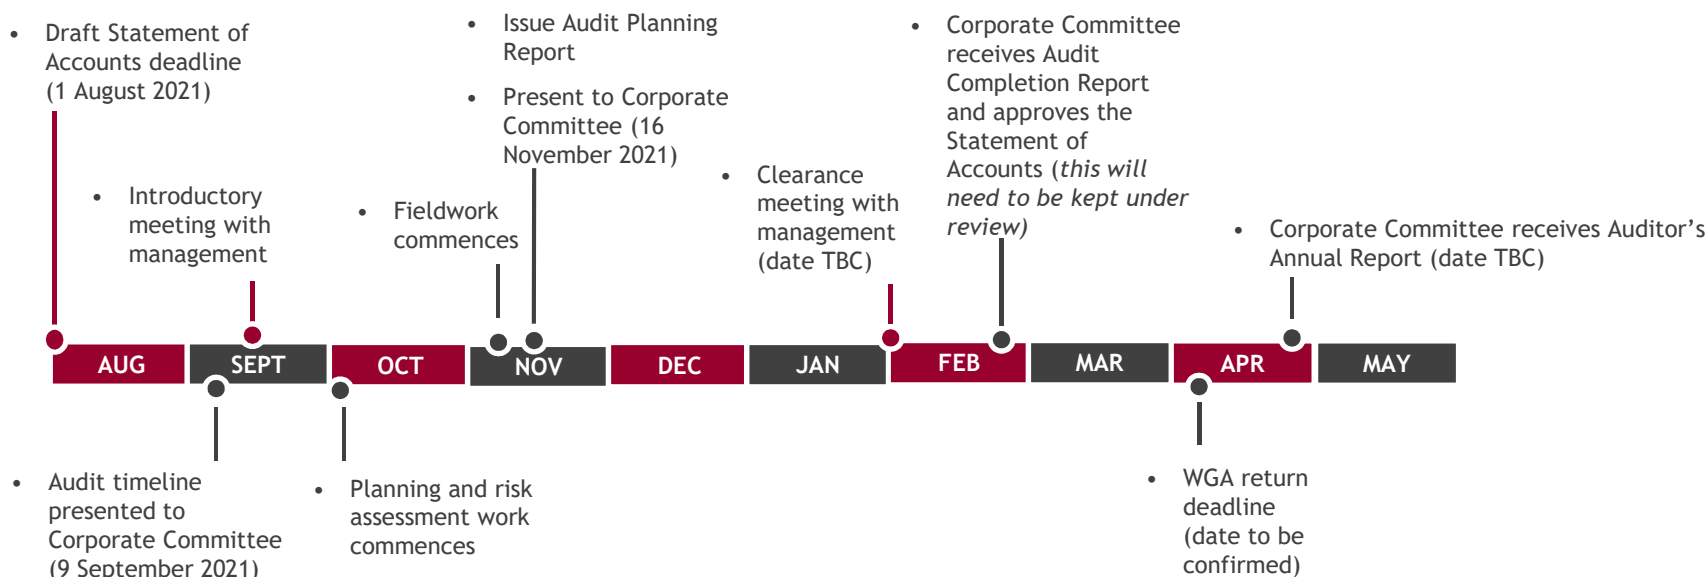 • Draft Statement of
Accounts deadline
(1 August 2021)
• Introductory
meeting with
management
• Fieldwork
commences
• Issue Audit Planning
Report
• Present to Corporate
Committee (16
November 2021)
• Clearance
meeting with
management
(date TBC)
• Corporate Committee
receives Audit
Completion Report
and approves the
Statement of
Accounts (this will
need to be kept under
review)
• Corporate Committee receives Auditor’s
Annual Report (date TBC)
AUG SEPT OCT NOV DEC JAN FEB MAR APR MAY
• Audit timeline
presented to
Corporate Committee
(9 September 2021)
• Planning and risk
assessment work
commences
• WGA return
deadline
(date to be
confirmed)